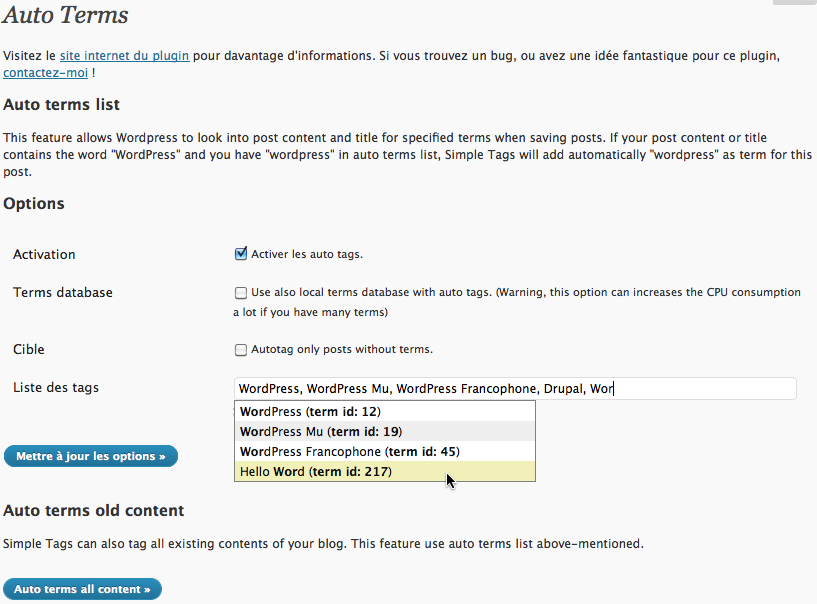 Auto Terms
Visitez le site internet du plugin pour davantage d'informations. Si vous trouvez un bug, ou avez une idée fantastique pour ce plugin,
contactez-moi !
Auto terms list
This feature allows Wordpress to look into post content and title for specified terms when saving posts. If your post content or title
contains the word "WordPress" and you have "wordpress" in auto terms list, Simple Tags will add automatically "wordpress" as term for this
post.
Options
Activation
Activer les auto tags.
Terms database
Use also local terms database with auto tags. (Warning, this option can increases the CPU consumption
a lot if you have many terms)
Cible
Autotag only posts without terms.
Liste des tags
WordPress, WordPress Mu, WordPress Francophone, Drupal, Wor
WordPress (term id: 12)
WordPress Mu (term id: 19)
WordPress Francophone (term id: 45)
Hello Word (term id: 217)
Mettre à jour les options »
Auto terms old content
Simple Tags can also tag all existing contents of your blog. This feature use auto terms list above-mentioned.
Auto terms all content »